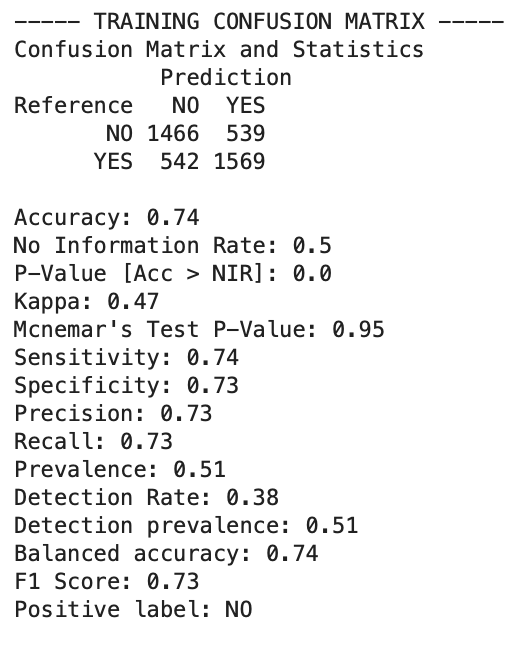 ----- TRAINING CONFUSION MATRIX -----
Confusion Matrix and Statistics
Prediction
Reference NO YES
NO 1466 539
YES 542 1569
Accuracy: 0.74
No Information Rate: 0.5
P-Value [Acc > NIR]: 0.0
Kappa: 0.47
Mcnemar's Test P-Value: 0.95
Sensitivity: 0.74
Specificity: 0.73
Precision: 0.73
Recall: 0.73
Prevalence: 0.51
Detection Rate: 0.38
Detection prevalence: 0.51
Balanced accuracy: 0.74
F1 Score: 0.73
Positive label: NO